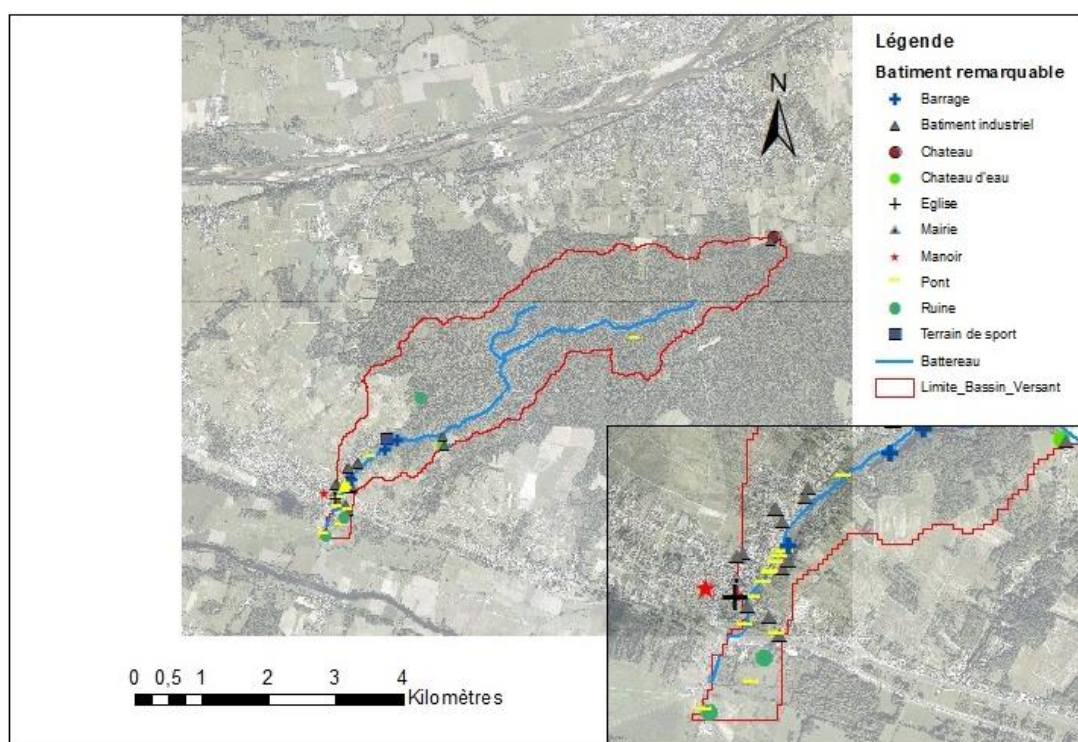 Légende
Batiment remarquable
Barrage
Batiment industriel
Chateau
Chateau d'eau
Eglise
Mairie
Manoir
Pont
Ruine
Terrain de sport
Battereau
Limite_Bassin_Versant
N
0 0,5 1 2 3 4
Kilomètres